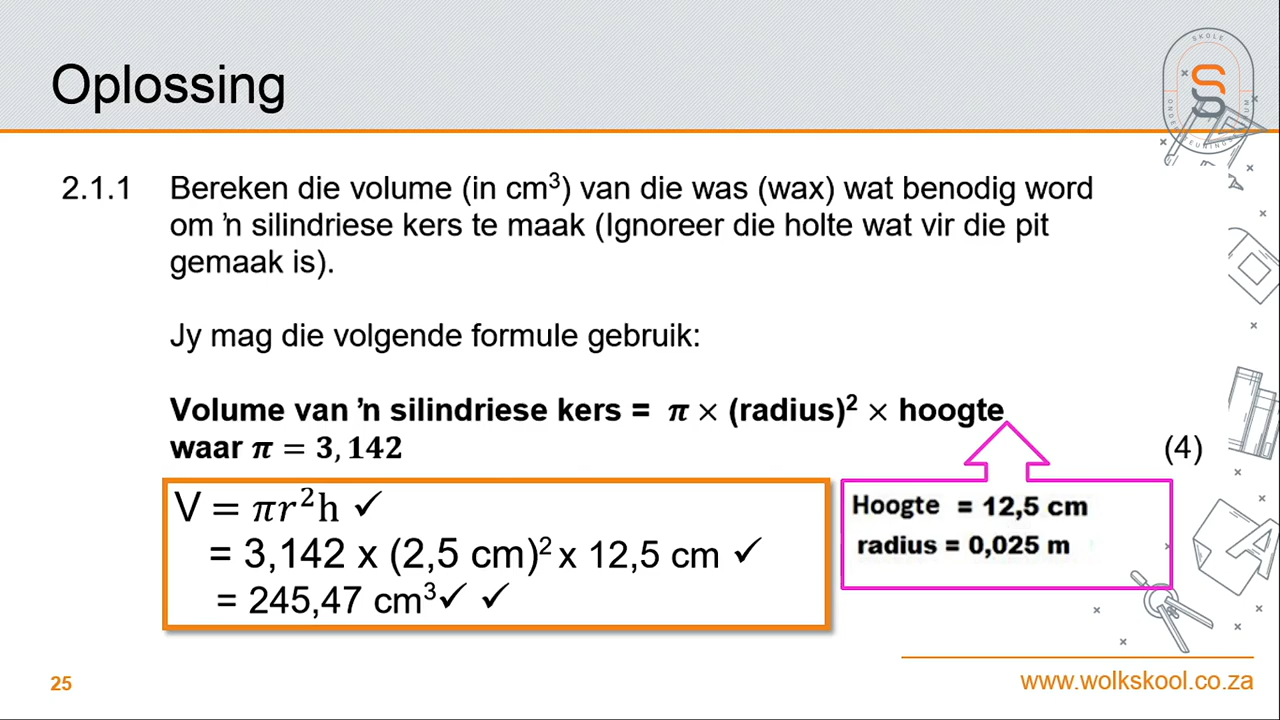 Oplossing
SKOLE
ONDERSTEUNINGSENTRUM
2.1.1 Bereken die volume (in cm³) van die was (wax) wat benodig word
om ’n silindriese kers te maak (Ignoreer die holte wat vir die pit
gemaak is).
Jy mag die volgende formule gebruik:
Volume van ’n silindriese kers = π × (radius)² × hoogte
waar π = 3,142
(4)
V = πr²h ✓
= 3,142 x (2,5 cm)² x 12,5 cm ✓
= 245,47 cm³✓ ✓
Hoogte = 12,5 cm
radius = 0,025 m
25
www.wolkskool.co.za